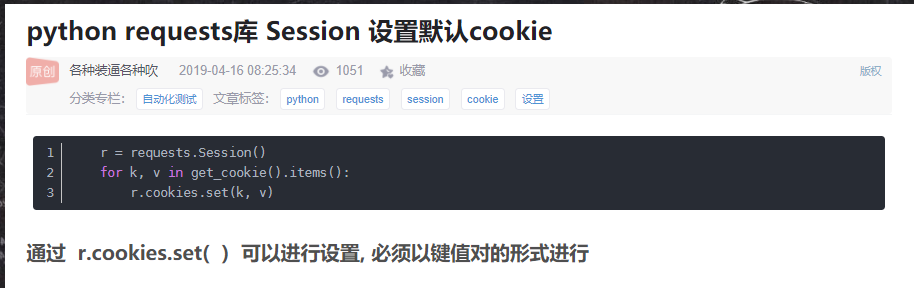 python requests库 Session 设置默认cookie
原创 各种装逼各种吹 2019-04-16 08:25:34 1051 收藏 版权
分类专栏： 自动化测试 文章标签： python requests session cookie 设置
1 r = requests.Session()
2 for k, v in get_cookie().items():
3 r.cookies.set(k, v)
通过 r.cookies.set( ) 可以进行设置, 必须以键值对的形式进行